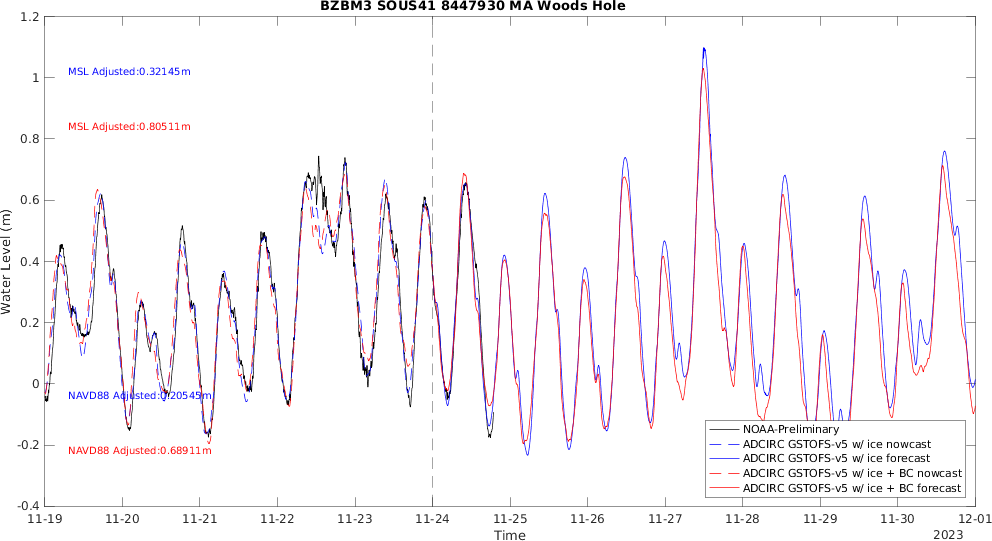 BZBM3 SOUS41 8447930 MA Woods Hole
1.2
1
0.8
0.6
0.4
0.2
0
-0.2
-0.4
Water Level (m)
MSL Adjusted:0.32145m
MSL Adjusted:0.80511m
NAVD88 Adjusted:0.20545m
NAVD88 Adjusted:0.68911m
NOAA-Preliminary
ADCIRC GSTOFS-v5 w/ ice nowcast
ADCIRC GSTOFS-v5 w/ ice forecast
ADCIRC GSTOFS-v5 w/ ice + BC nowcast
ADCIRC GSTOFS-v5 w/ ice + BC forecast
11-19 11-20 11-21 11-22 11-23 11-24 11-25 11-26 11-27 11-28 11-29 11-30 12-01
Time
2023